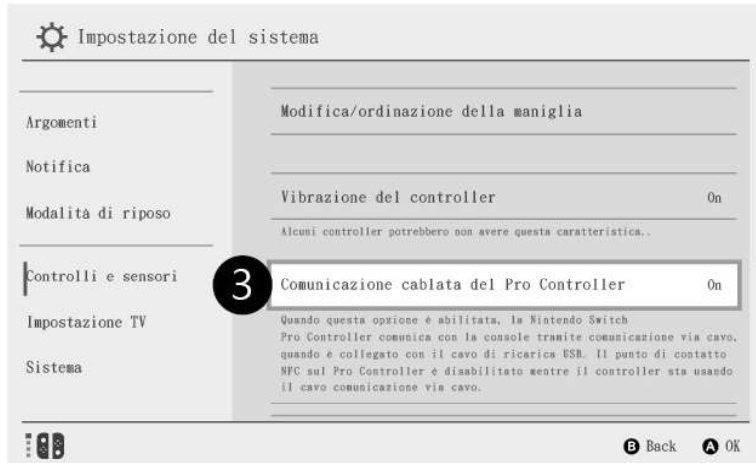 Impostazione del sistema
Argomenti
Notifica
Modalità di riposo
Controlli e sensori
Impostazione TV
Sistema
Modifica/ordinazione della maniglia
Vibrazione del controller On
Alcuni controller potrebbero non avere questa caratteristica..
3
Comunicazione cablata del Pro Controller On
Quando questa opzione é abilitata, la Nintendo Switch
Pro Controller comunica con la console tramite comunicazione via cavo,
quando é collegato con il cavo di ricarica USB. Il punto di contatto
NFC sul Pro Controller é disabilitato mentre il controller sta usando
il cavo comunicazione via cavo.
B Back A OK